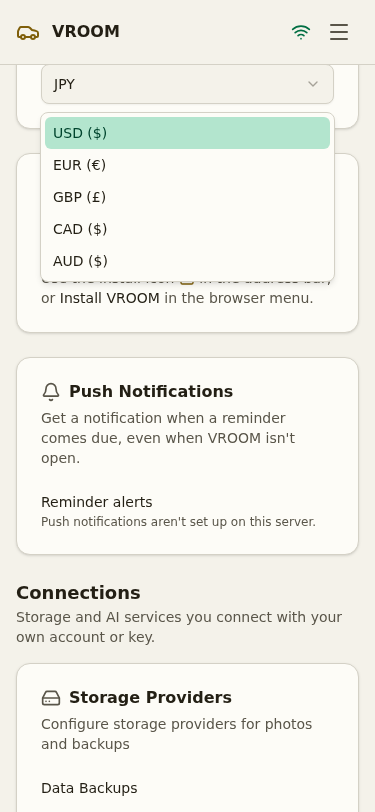 VROOM
JPY
USD ($)
EUR (€)
GBP (£)
CAD ($)
AUD ($)
or Install VROOM in the browser menu.
Push Notifications
Get a notification when a reminder
comes due, even when VROOM isn't
open.
Reminder alerts
Push notifications aren't set up on this server.
Connections
Storage and AI services you connect with your
own account or key.
Storage Providers
Configure storage providers for photos
and backups
Data Backups